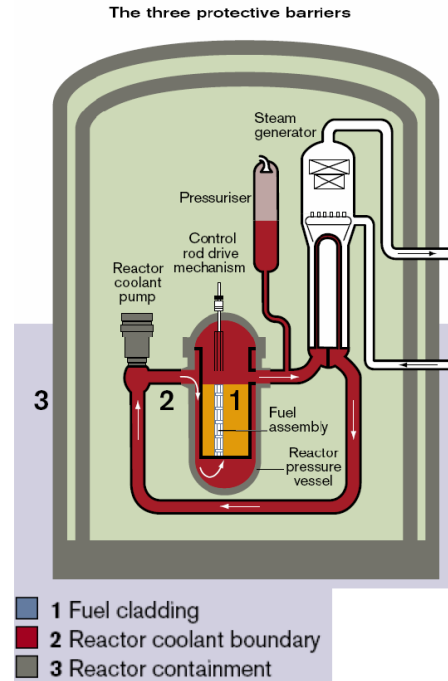 The three protective barriers
Steam
generator
Pressuriser
Control
rod drive
mechanism
Reactor
coolant
pump
3
2
1
Fuel
assembly
Reactor
pressure
vessel
1 Fuel cladding
2 Reactor coolant boundary
3 Reactor containment